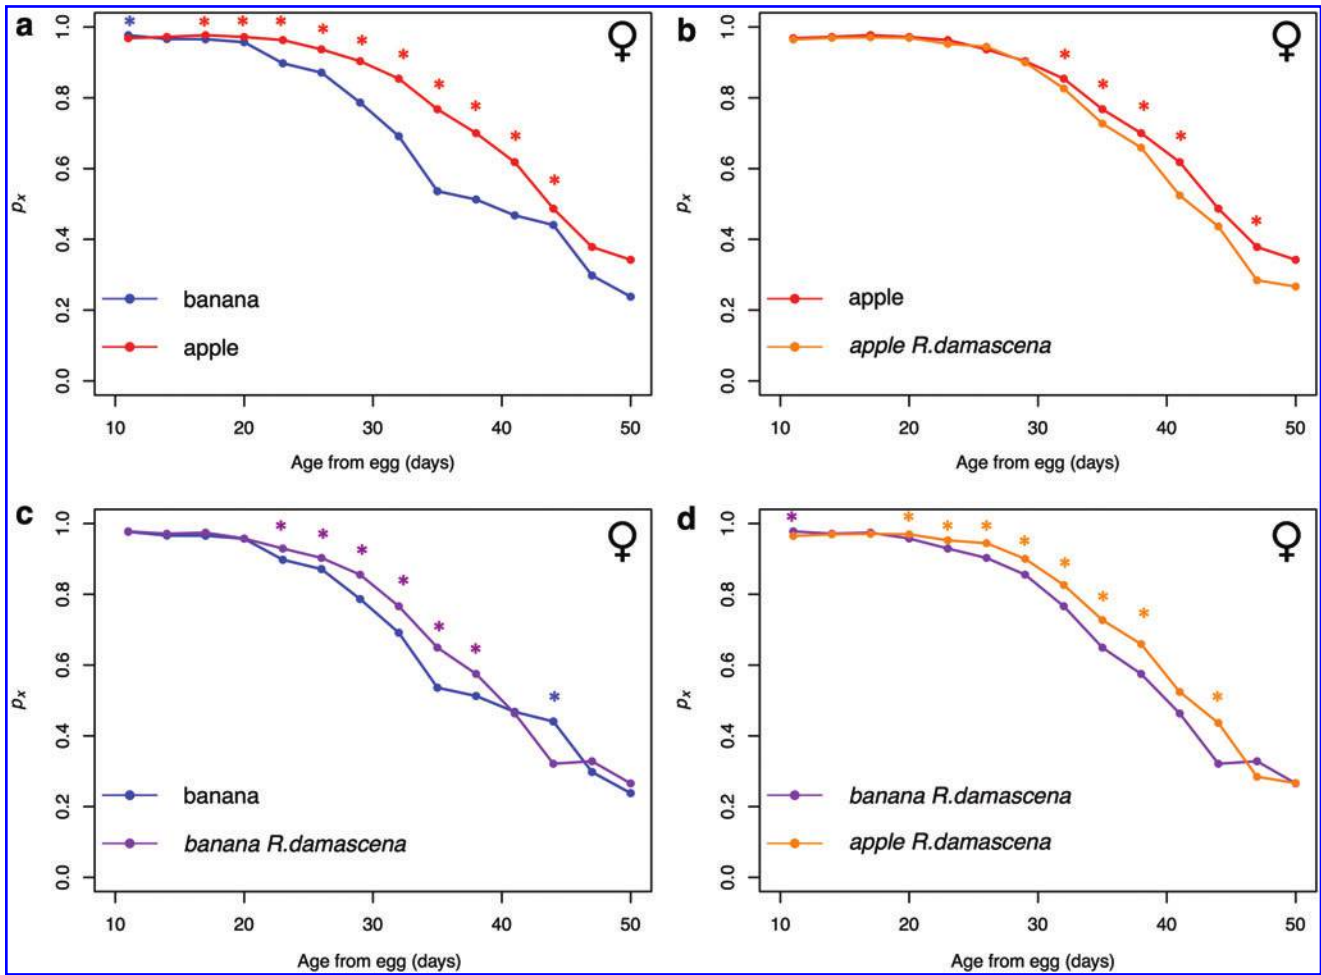 a
* * * * * * * * * * * *
♀
1.0
0.8
0.6
0.4
0.2
0.0
pₓ
banana
apple
10 20 30 40 50
Age from egg (days)
b
* * * * *
♀
1.0
0.8
0.6
0.4
0.2
0.0
pₓ
apple
apple R.damascena
10 20 30 40 50
Age from egg (days)
c
* * * * * * *
♀
1.0
0.8
0.6
0.4
0.2
0.0
pₓ
banana
banana R.damascena
10 20 30 40 50
Age from egg (days)
d
* * * * * * * * *
♀
1.0
0.8
0.6
0.4
0.2
0.0
pₓ
banana R.damascena
apple R.damascena
10 20 30 40 50
Age from egg (days)